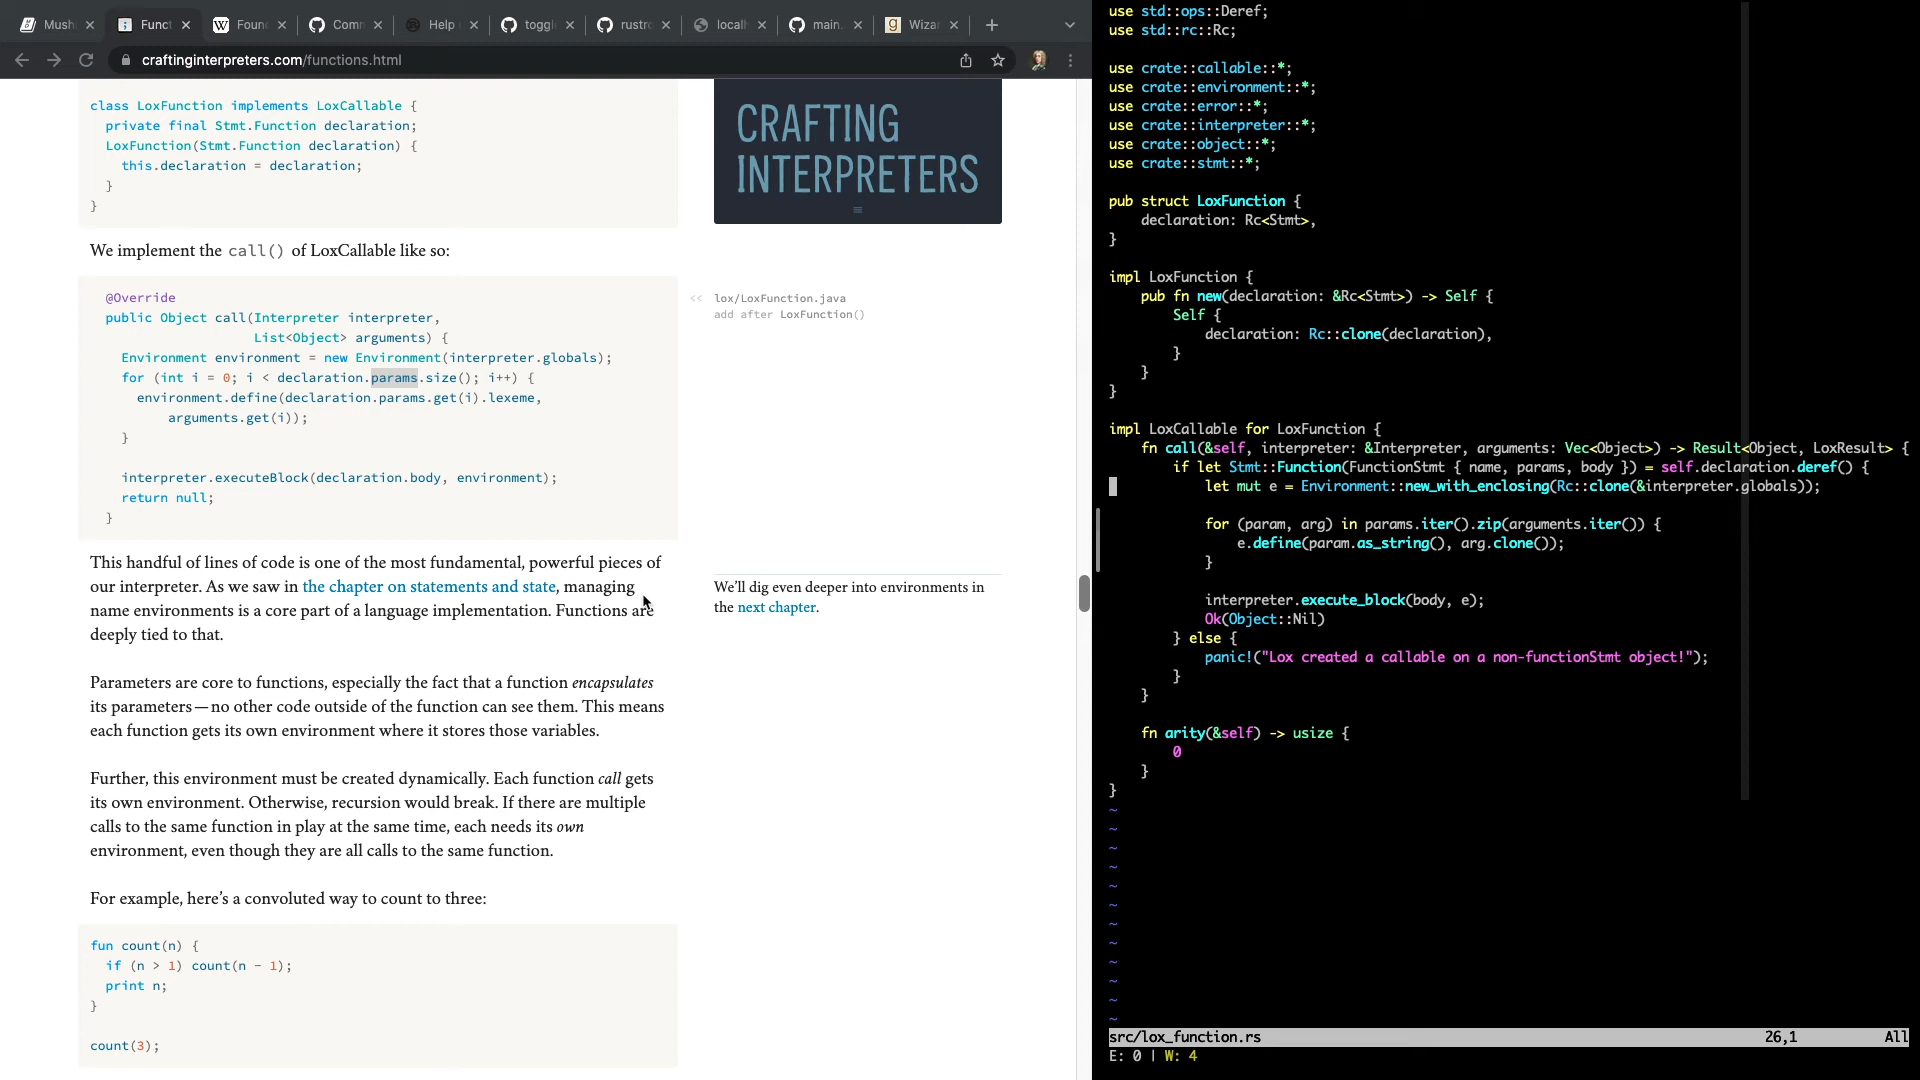 Mush
Funct
Foun
Comn
Help
toggl
rustr
locall
main.
Wizar
craftinginterpreters.com/functions.html
class LoxFunction implements LoxCallable {
private final Stmt.Function declaration;
LoxFunction(Stmt.Function declaration) {
this.declaration = declaration;
}
}
CRAFTING
INTERPRETERS
We implement the call() of LoxCallable like so:
@Override
public Object call(Interpreter interpreter,
List<Object> arguments) {
Environment environment = new Environment(interpreter.globals);
for (int i = 0; i < declaration.params.size(); i++) {
environment.define(declaration.params.get(i).lexeme,
arguments.get(i));
}
interpreter.executeBlock(declaration.body, environment);
return null;
}
<< lox/LoxFunction.java
add after LoxFunction()
This handful of lines of code is one of the most fundamental, powerful pieces of
our interpreter. As we saw in the chapter on statements and state, managing
name environments is a core part of a language implementation. Functions are
deeply tied to that.
We’ll dig even deeper into environments in
the next chapter.
Parameters are core to functions, especially the fact that a function encapsulates
its parameters—no other code outside of the function can see them. This means
each function gets its own environment where it stores those variables.
Further, this environment must be created dynamically. Each function call gets
its own environment. Otherwise, recursion would break. If there are multiple
calls to the same function in play at the same time, each needs its own
environment, even though they are all calls to the same function.
For example, here’s a convoluted way to count to three:
fun count(n) {
if (n > 1) count(n - 1);
print n;
}
count(3);
use std::ops::Deref;
use std::rc::Rc;
use crate::callable::*;
use crate::environment::*;
use crate::error::*;
use crate::interpreter::*;
use crate::object::*;
use crate::stmt::*;
pub struct LoxFunction {
declaration: Rc<Stmt>,
}
impl LoxFunction {
pub fn new(declaration: &Rc<Stmt>) -> Self {
Self {
declaration: Rc::clone(declaration),
}
}
}
impl LoxCallable for LoxFunction {
fn call(&self, interpreter: &Interpreter, arguments: Vec<Object>) -> Result<Object, LoxResult> {
if let Stmt::Function(FunctionStmt { name, params, body }) = self.declaration.deref() {
let mut e = Environment::new_with_enclosing(Rc::clone(&interpreter.globals));
for (param, arg) in params.iter().zip(arguments.iter()) {
e.define(param.as_string(), arg.clone());
}
interpreter.execute_block(body, e);
Ok(Object::Nil)
} else {
panic!("Lox created a callable on a non-functionStmt object!");
}
}
fn arity(&self) -> usize {
0
}
}
~
~
~
~
~
~
~
~
~
~
~
~
src/lox_function.rs 26,1 All
E: 0 | W: 4